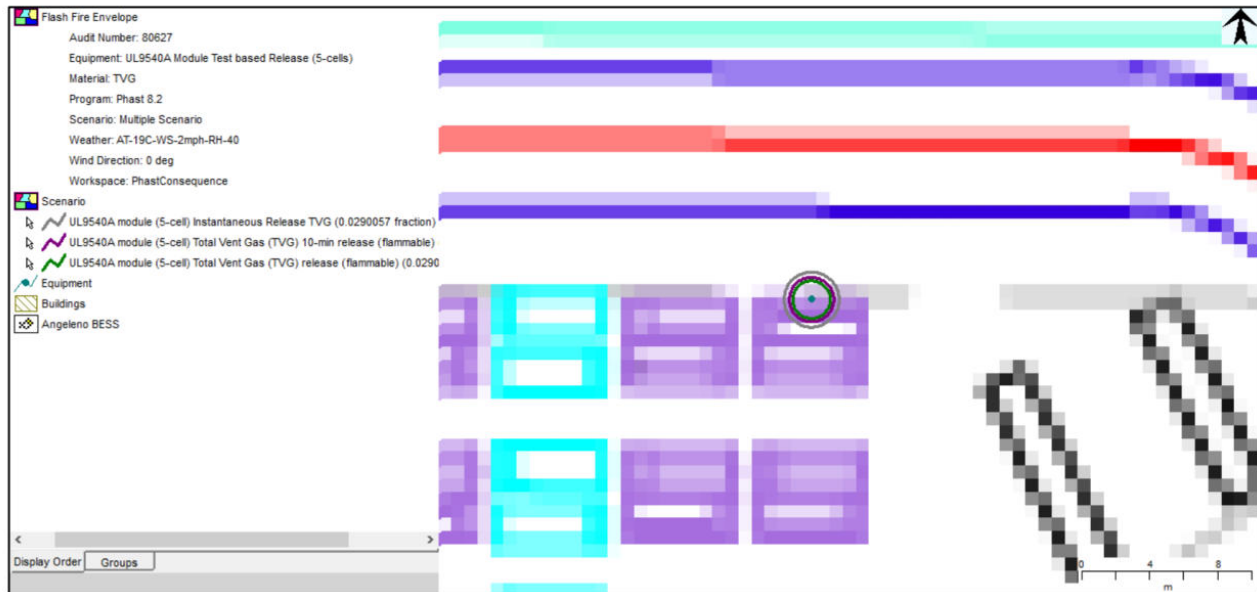 Flash Fire Envelope
Audit Number: 80627
Equipment: UL9540A Module Test based Release (5-cells)
Material: TVG
Program: Phast 8.2
Scenario: Multiple Scenario
Weather: AT-19C-WS-2mph-RH-40
Wind Direction: 0 deg
Workspace: PhastConsequence
Scenario
UL9540A module (5-cell) Instantaneous Release TVG (0.0290057 fraction)
UL9540A module (5-cell) Total Vent Gas (TVG) 10-min release (flammable)
UL9540A module (5-cell) Total Vent Gas (TVG) release (flammable) (0.0290
Equipment
Buildings
Angeleno BESS
Display Order Groups
0 4 8
m